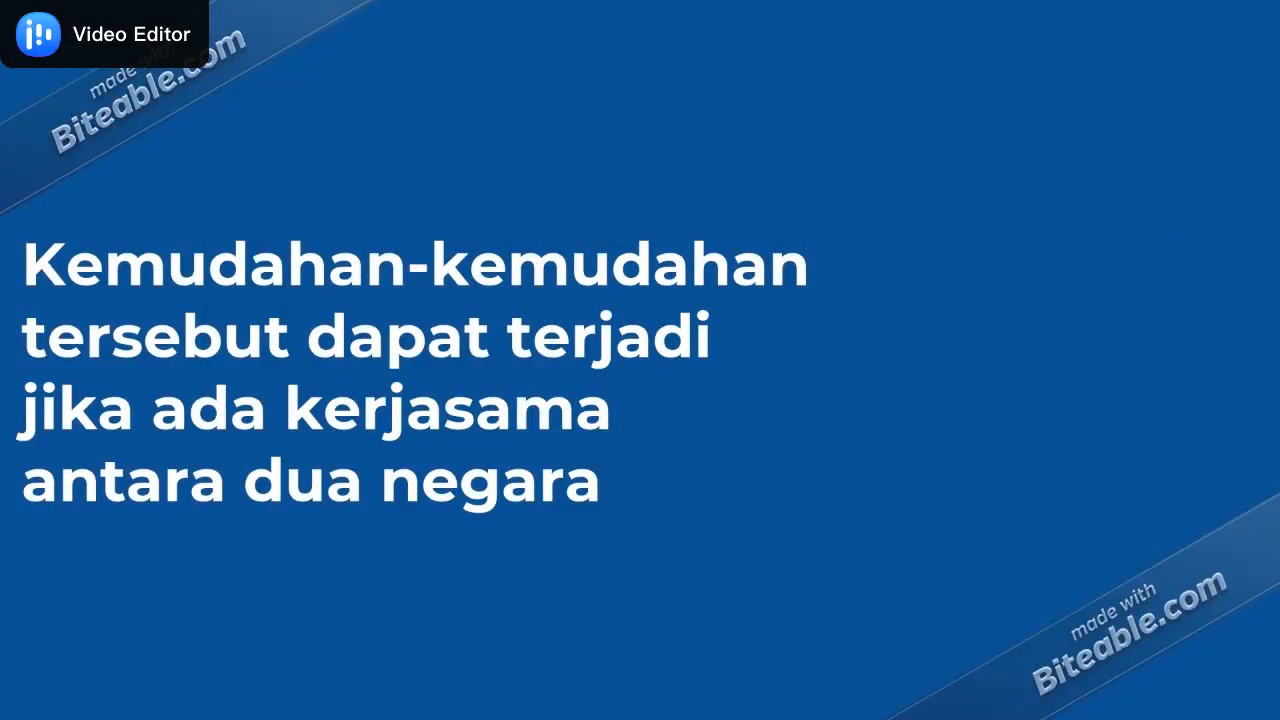 Video Editor
made with
Biteable.com
Kemudahan-kemudahan
tersebut dapat terjadi
jika ada kerjasama
antara dua negara
made with
Biteable.com